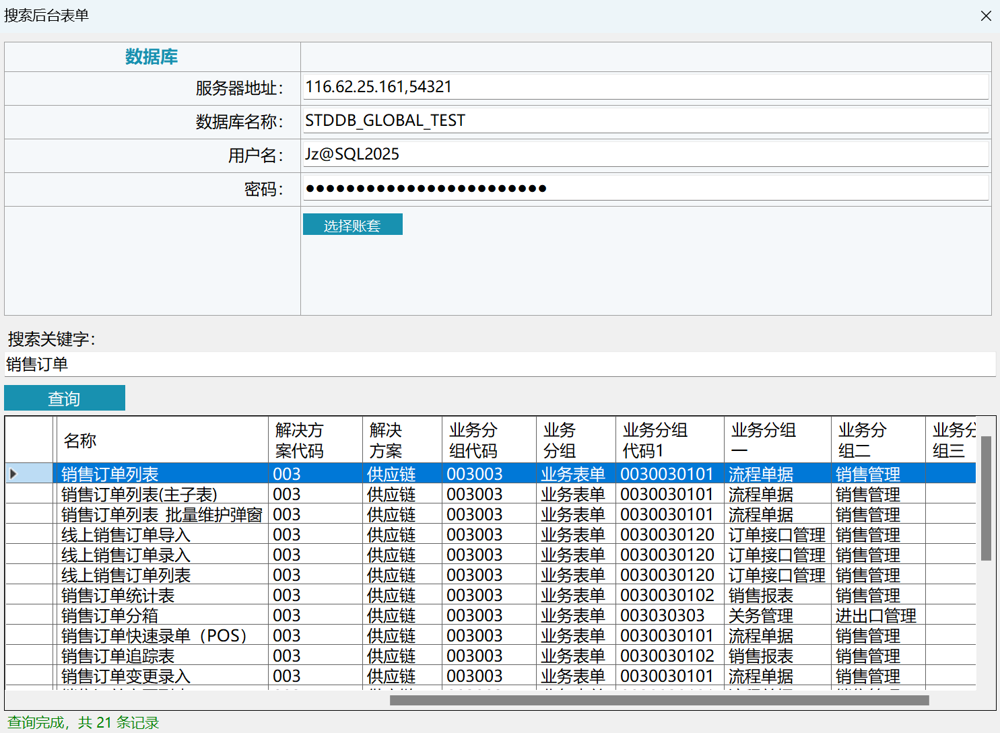 搜索后台表单
数据库
服务器地址： 116.62.25.161,54321
数据库名称： STDDB_GLOBAL_TEST
用户名： Jz@SQL2025
密码： ●●●●●●●●●●●●●●●●●●●●●●●●
选择账套
搜索关键字：
销售订单
查询
名称 解决方案代码 解决方案 业务分组代码 业务分组 业务分组代码1 业务分组一 业务分组二 业务分组三
销售订单列表 003 供应链 003003 业务表单 0030030101 流程单据 销售管理
销售订单列表(主子表) 003 供应链 003003 业务表单 0030030101 流程单据 销售管理
销售订单列表 批量维护弹窗 003 供应链 003003 业务表单 0030030101 流程单据 销售管理
线上销售订单导入 003 供应链 003003 业务表单 0030030120 订单接口管理 销售管理
线上销售订单录入 003 供应链 003003 业务表单 0030030120 订单接口管理 销售管理
线上销售订单列表 003 供应链 003003 业务表单 0030030120 订单接口管理 销售管理
销售订单统计表 003 供应链 003003 业务表单 0030030102 销售报表 销售管理
销售订单分箱 003 供应链 003003 业务表单 003030303 关务管理 进出口管理
销售订单快速录单（POS） 003 供应链 003003 业务表单 0030030101 流程单据 销售管理
销售订单追踪表 003 供应链 003003 业务表单 0030030102 销售报表 销售管理
销售订单变更录入 003 供应链 003003 业务表单 0030030101 流程单据 销售管理
查询完成，共 21 条记录